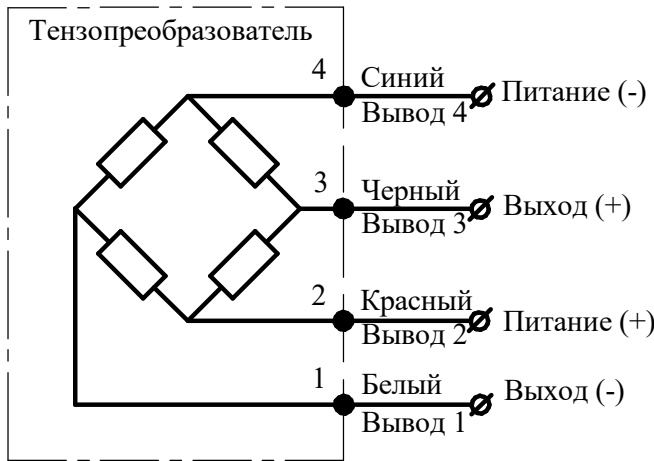 Тензопреобразователь
4 Синий
Вывод 4
Питание (-)
3 Черный
Вывод 3
Выход (+)
2 Красный
Вывод 2
Питание (+)
1 Белый
Вывод 1
Выход (-)